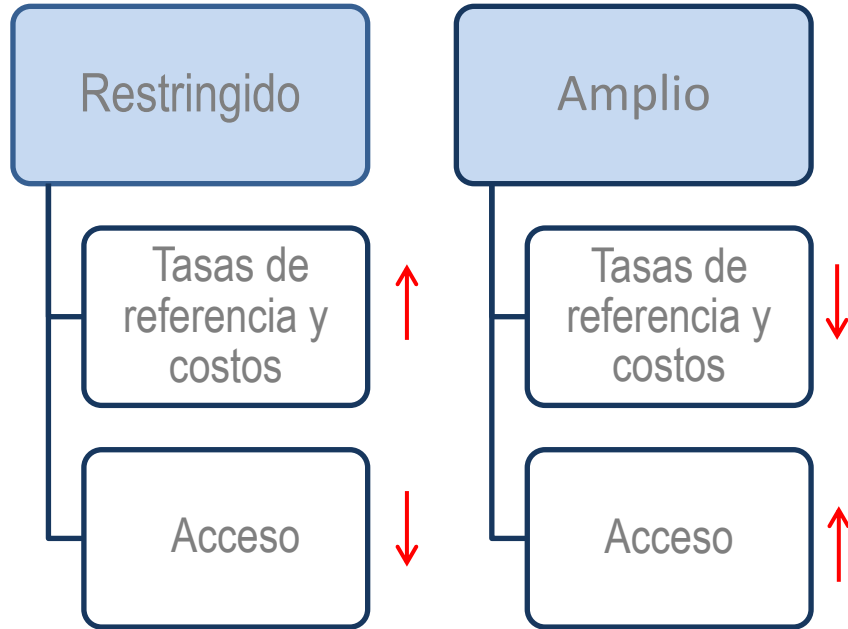 Restringido
Tasas de
referencia y
costos
Acceso
Amplio
Tasas de
referencia y
costos
Acceso